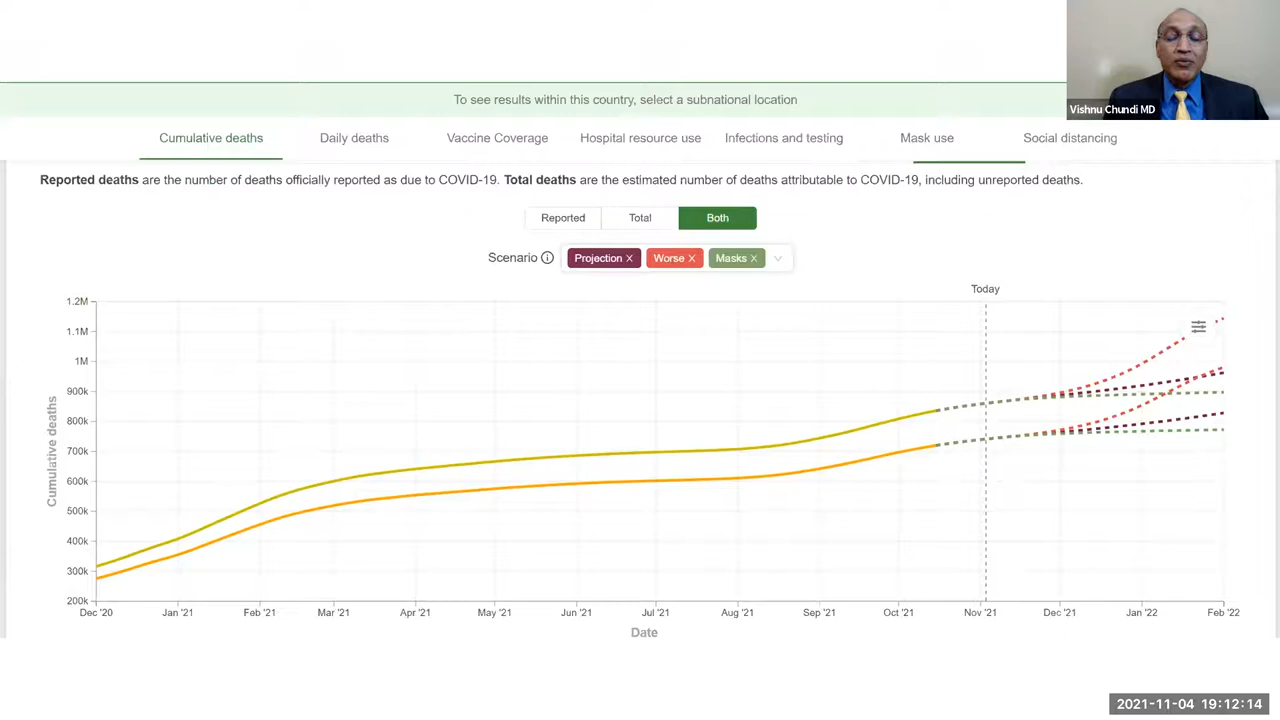 Vishnu Chundi MD
To see results within this country, select a subnational location
Cumulative deaths Daily deaths Vaccine Coverage Hospital resource use Infections and testing Mask use Social distancing
Reported deaths are the number of deaths officially reported as due to COVID-19. Total deaths are the estimated number of deaths attributable to COVID-19, including unreported deaths.
Reported Total Both
Scenario Projection X Worse X Masks X
Today
1.2M
1.1M
1M
900k
800k
700k
600k
500k
400k
300k
200k
Cumulative deaths
Dec '20 Jan '21 Feb '21 Mar '21 Apr '21 May '21 Jun '21 Jul '21 Aug '21 Sep '21 Oct '21 Nov '21 Dec '21 Jan '22 Feb '22
Date
2021-11-04 19:12:14